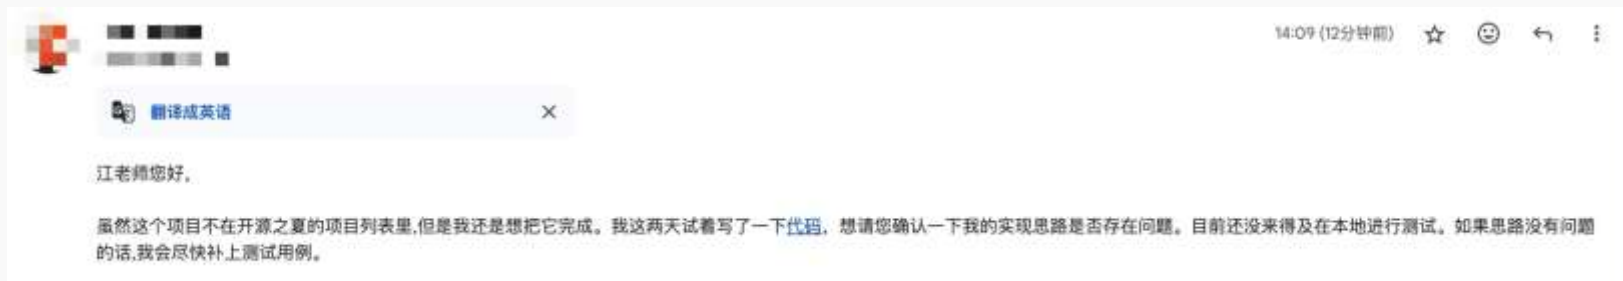 14:09 (12分钟前)
翻译成英语
江老师您好,
虽然这个项目不在开源之夏的项目列表里,但是我还是想把它完成。我这两天试着写了一下代码，想请您确认一下我的实现思路是否存在问题。目前还没来得及在本地进行测试。如果思路没有问题
的话,我会尽快补上测试用例。